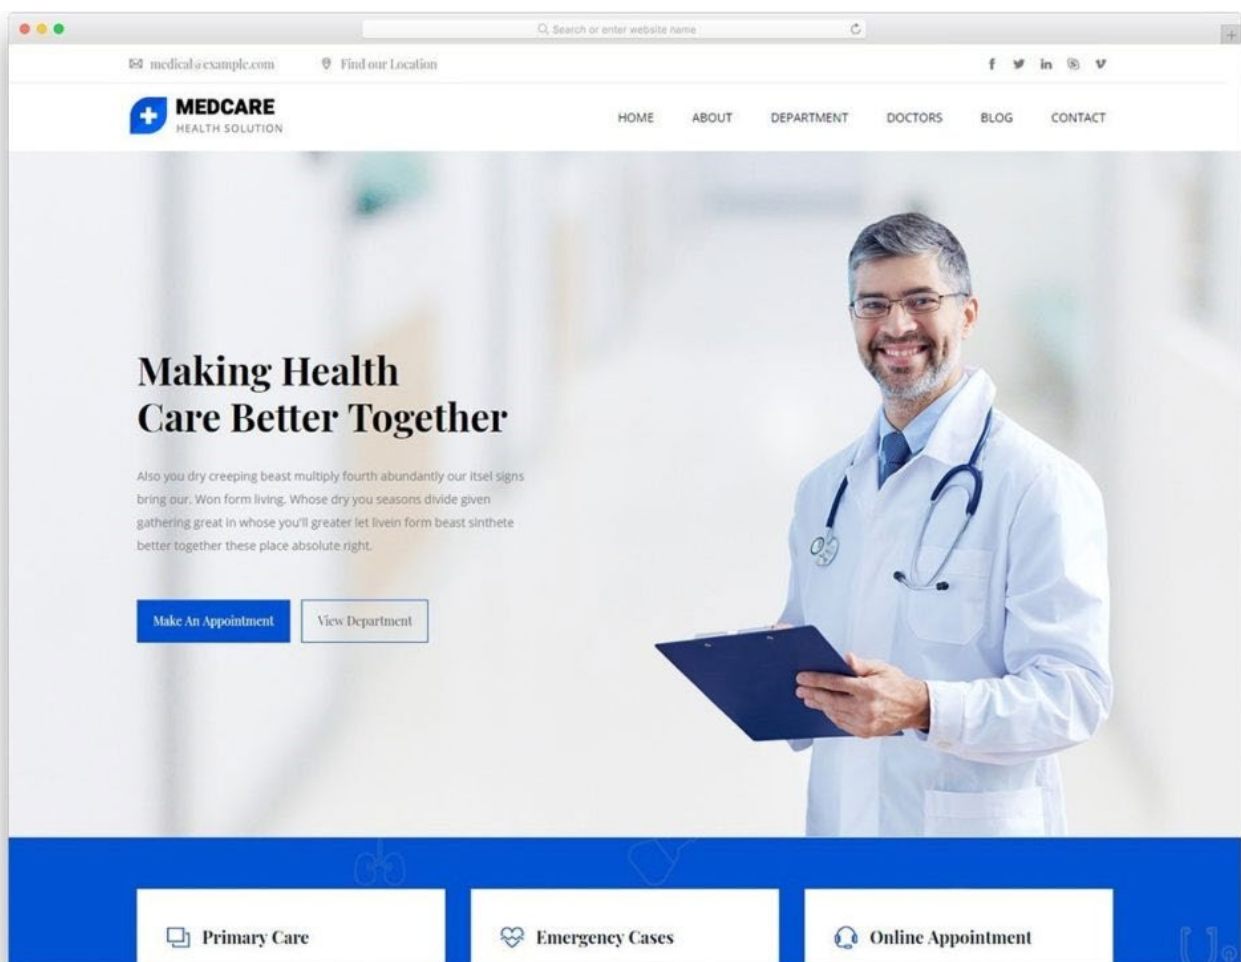 Search or enter website name
medical@example.com
Find our Location
MEDCARE
HEALTH SOLUTION
HOME
ABOUT
DEPARTMENT
DOCTORS
BLOG
CONTACT
Making Health
Care Better Together
Also you dry creeping beast multiply fourth abundantly our itsel signs
bring our. Won form living. Whose dry you seasons divide given
gathering great in whose you'll greater let livein form beast sinthete
better together these place absolute right.
Make An Appointment
View Department
Primary Care
Emergency Cases
Online Appointment